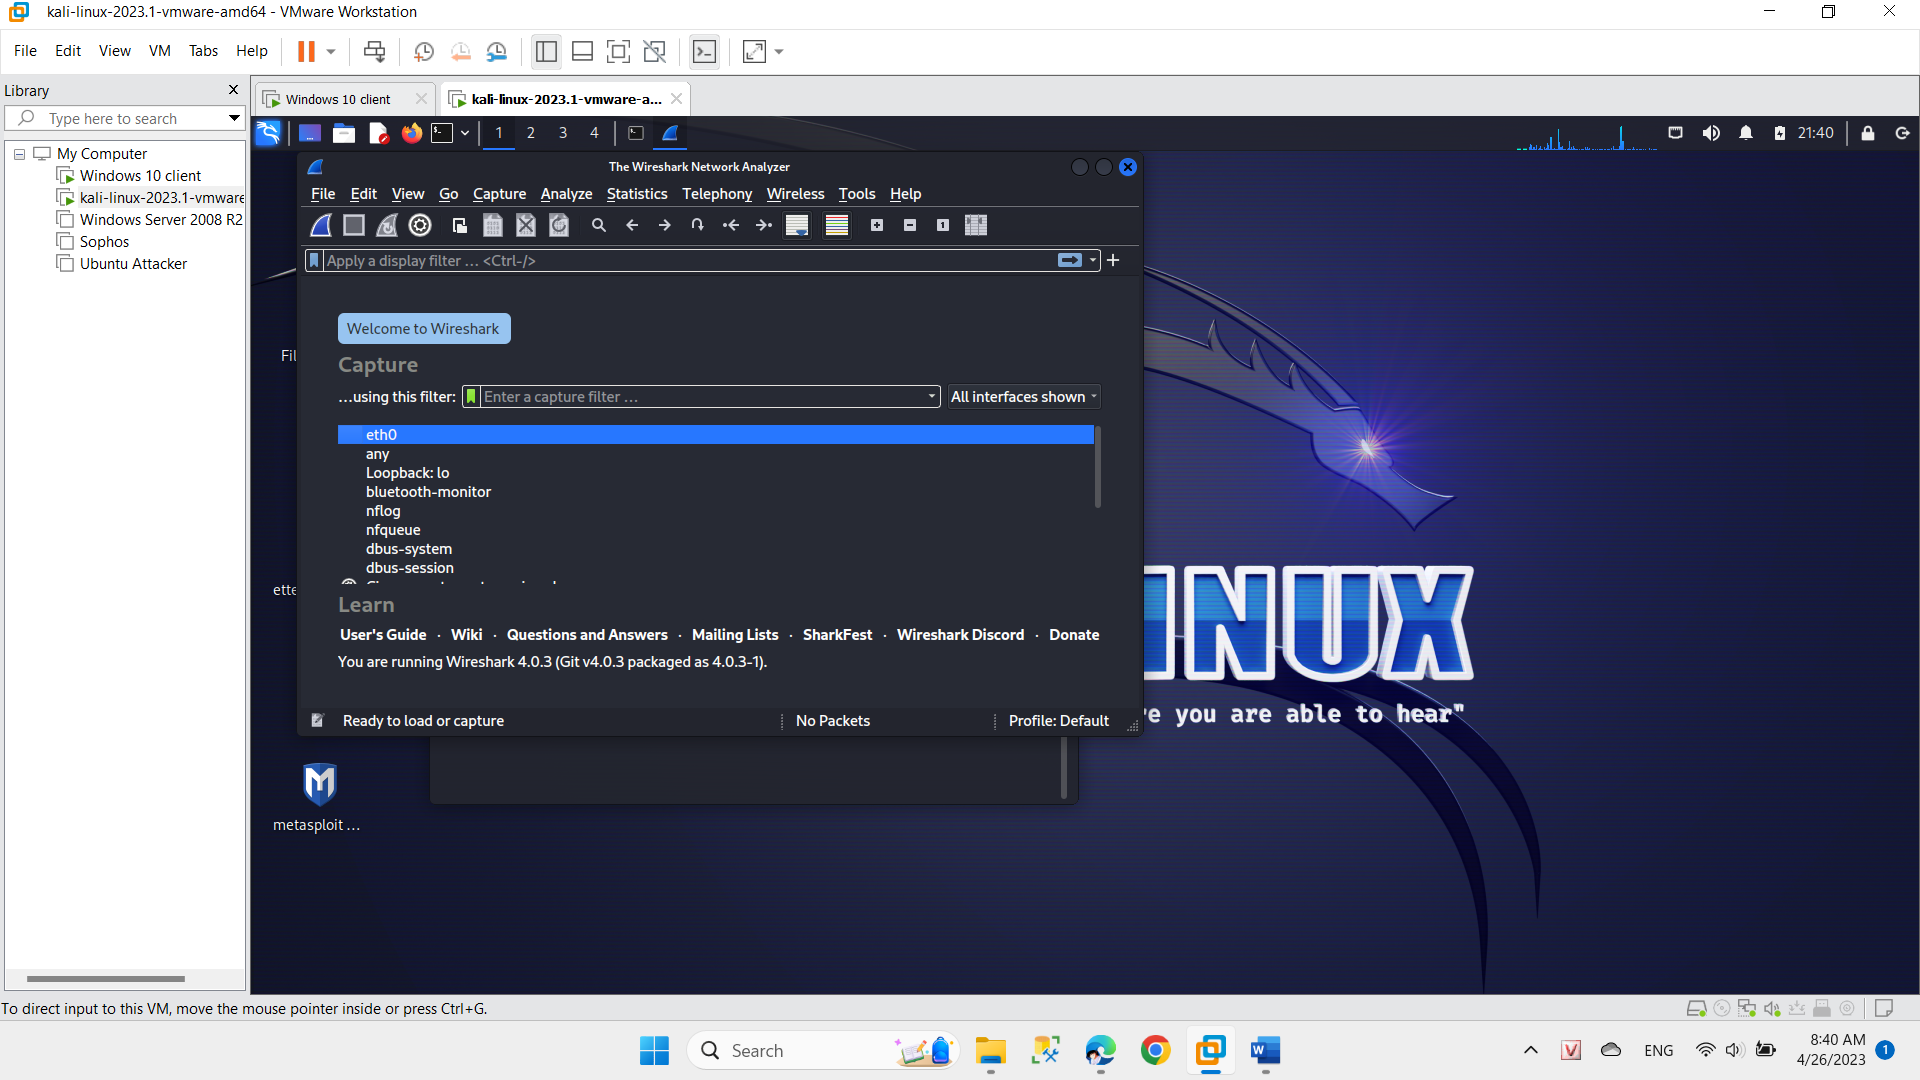 kali-linux-2023.1-vmware-amd64 - VMware Workstation
File Edit View VM Tabs Help
Library
Type here to search
My Computer
Windows 10 client
kali-linux-2023.1-vmware
Windows Server 2008 R2
Sophos
Ubuntu Attacker
Windows 10 client
kali-linux-2023.1-vmware-a...
1 2 3 4
21:40
The Wireshark Network Analyzer
File Edit View Go Capture Analyze Statistics Telephony Wireless Tools Help
Apply a display filter … <Ctrl-/>
Welcome to Wireshark
Capture
…using this filter: Enter a capture filter … All interfaces shown
eth0
any
Loopback: lo
bluetooth-monitor
nflog
nfqueue
dbus-system
dbus-session
Learn
User's Guide · Wiki · Questions and Answers · Mailing Lists · SharkFest · Wireshark Discord · Donate
You are running Wireshark 4.0.3 (Git v4.0.3 packaged as 4.0.3-1).
Ready to load or capture No Packets Profile: Default
Fil
ette
metasploit …
INUX
e you are able to hear"
To direct input to this VM, move the mouse pointer inside or press Ctrl+G.
Search
ENG
8:40 AM
4/26/2023
1